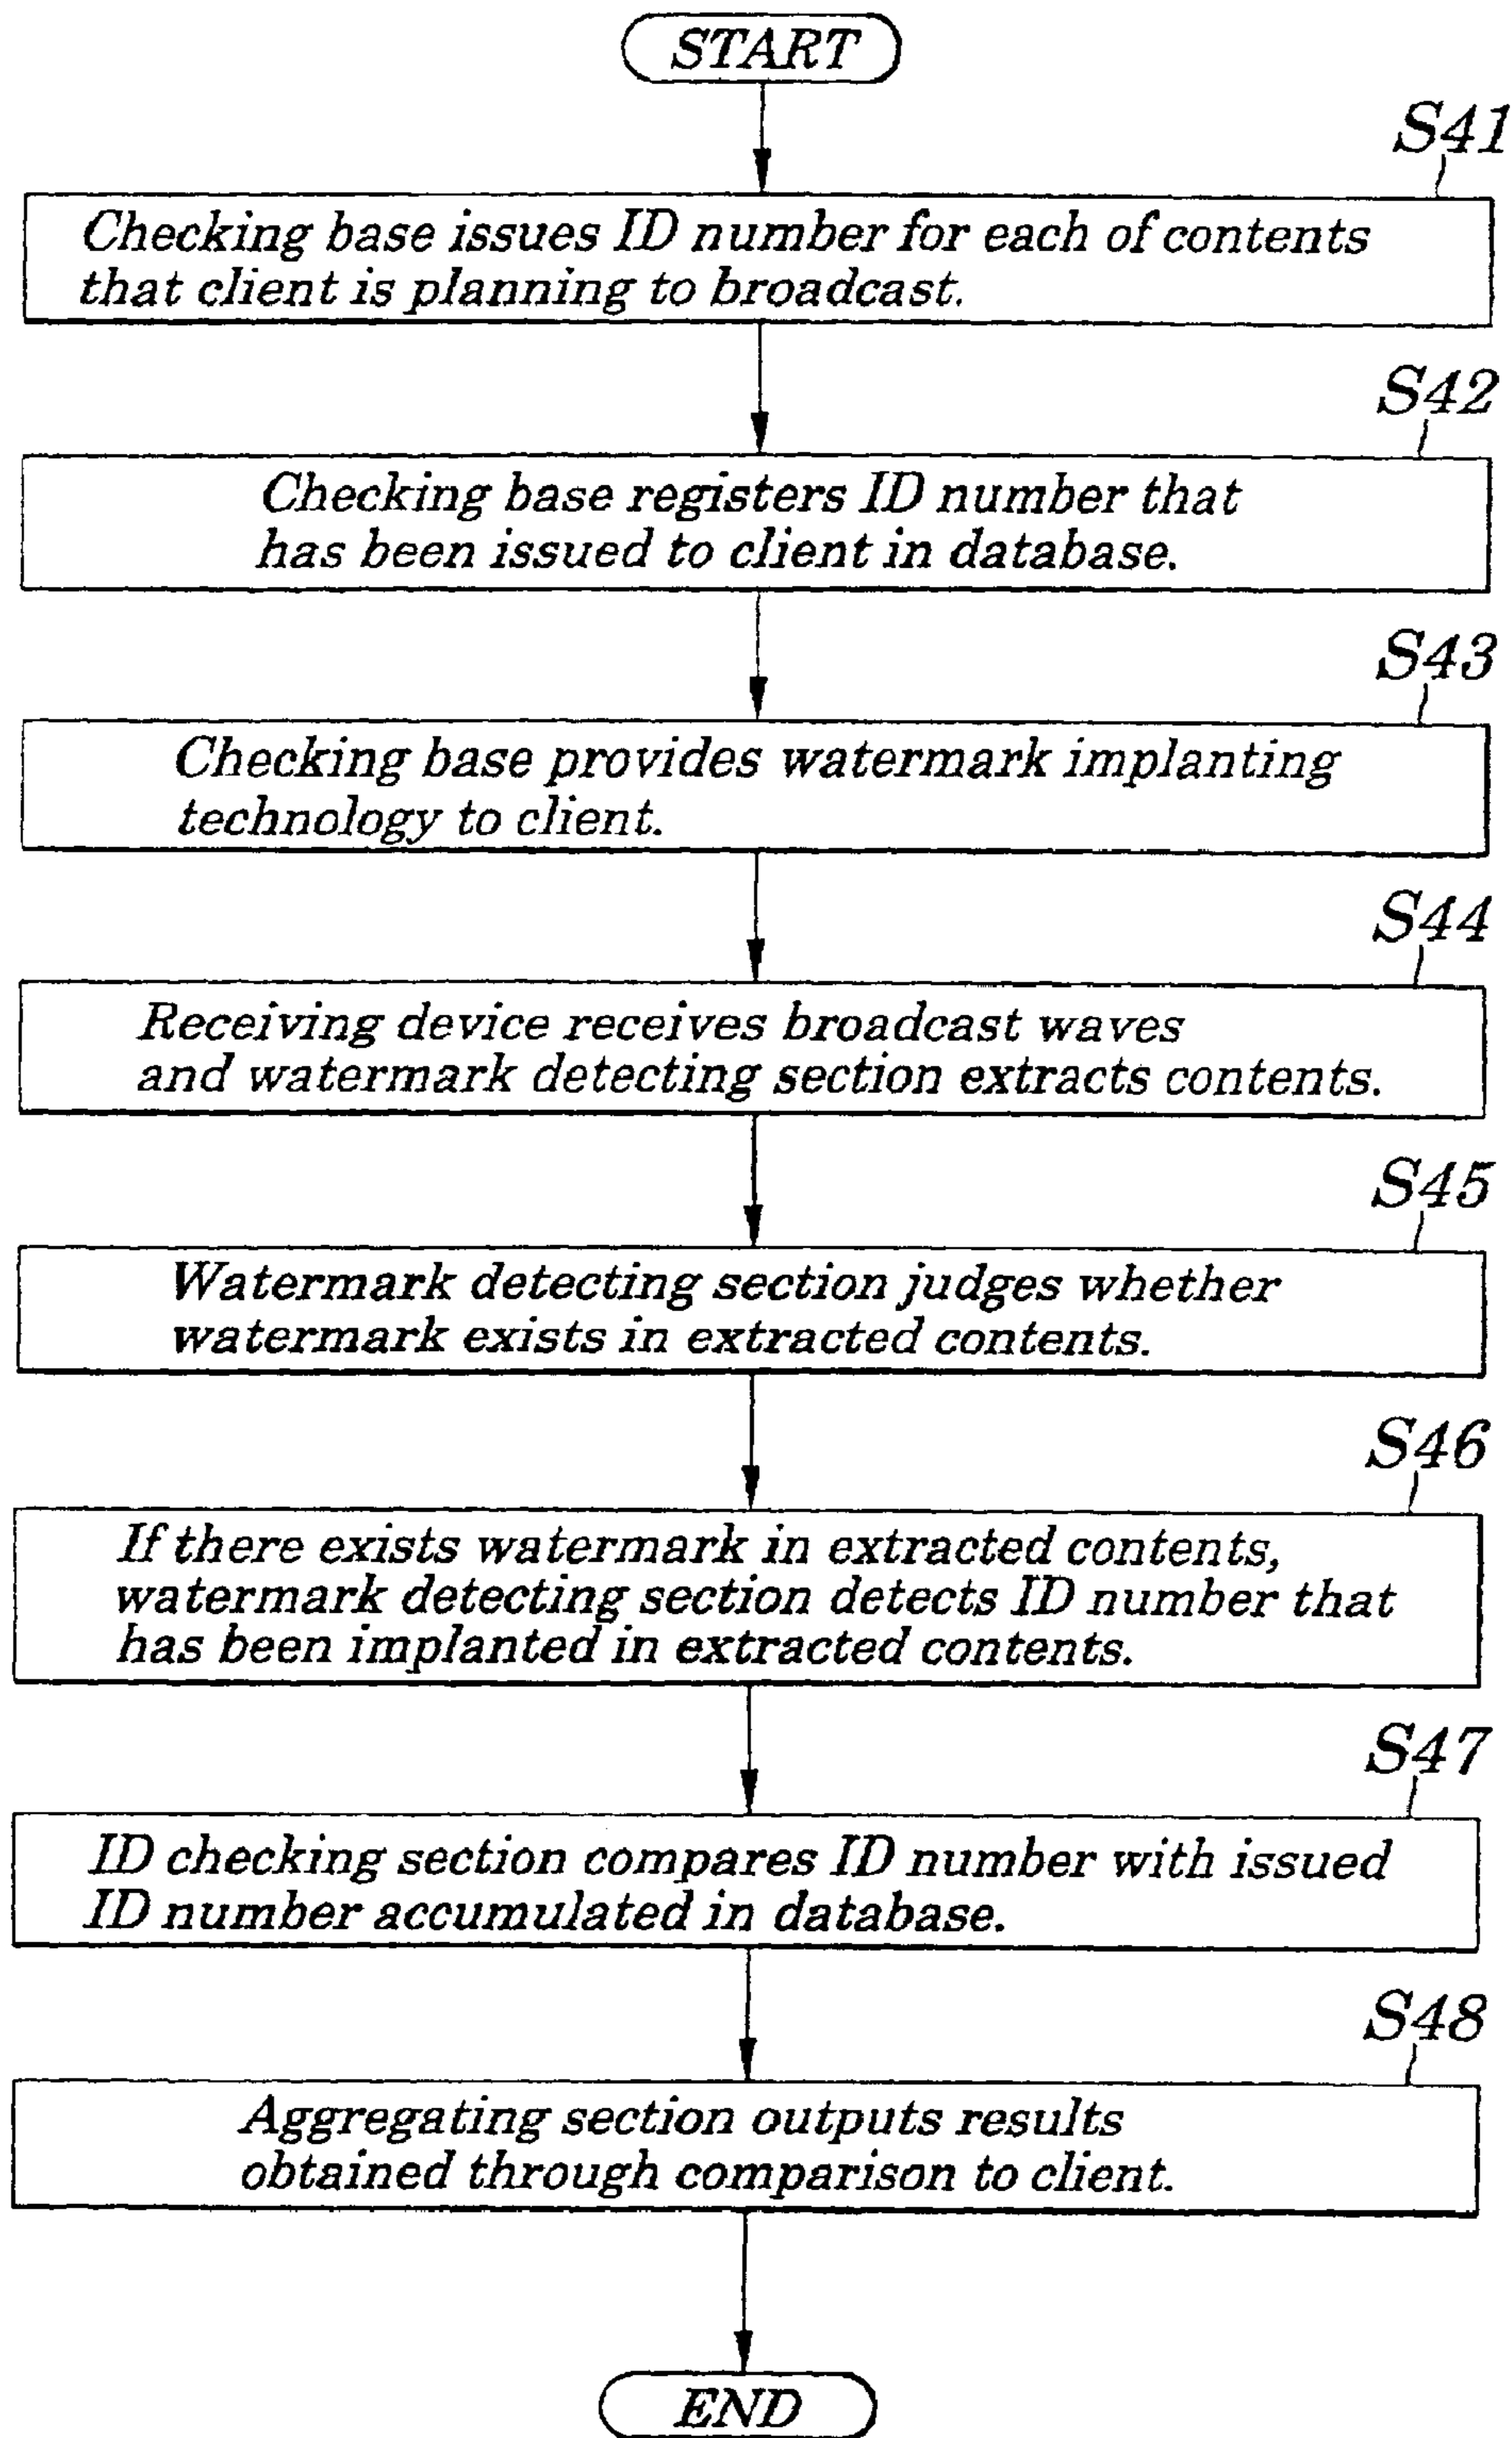 START
S41
Checking base issues ID number for each of contents
that client is planning to broadcast.
S42
Checking base registers ID number that
has been issued to client in database.
S43
Checking base provides watermark implanting
technology to client.
S44
Receiving device receives broadcast waves
and watermark detecting section extracts contents.
S45
Watermark detecting section judges whether
watermark exists in extracted contents.
S46
If there exists watermark in extracted contents,
watermark detecting section detects ID number that
has been implanted in extracted contents.
S47
ID checking section compares ID number with issued
ID number accumulated in database.
S48
Aggregating section outputs results
obtained through comparison to client.
END